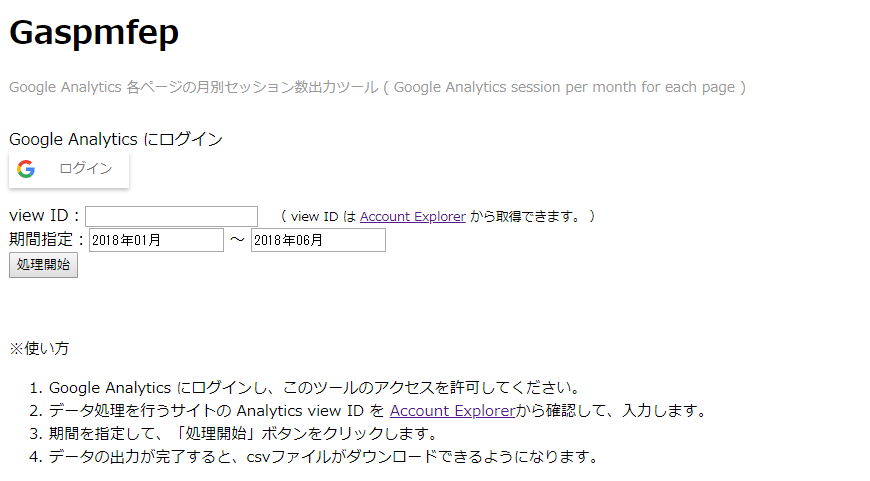 Gaspmfep
Google Analytics 各ページの月別セッション数出力ツール ( Google Analytics session per month for each page )
Google Analytics にログイン
ログイン
view ID : ( view ID は Account Explorer から取得できます。 )
期間指定 : 2018年01月 ～ 2018年06月
処理開始
※使い方
1. Google Analytics にログインし、このツールのアクセスを許可してください。
2. データ処理を行うサイトの Analytics view ID を Account Explorerから確認して、入力します。
3. 期間を指定して、「処理開始」ボタンをクリックします。
4. データの出力が完了すると、csvファイルがダウンロードできるようになります。